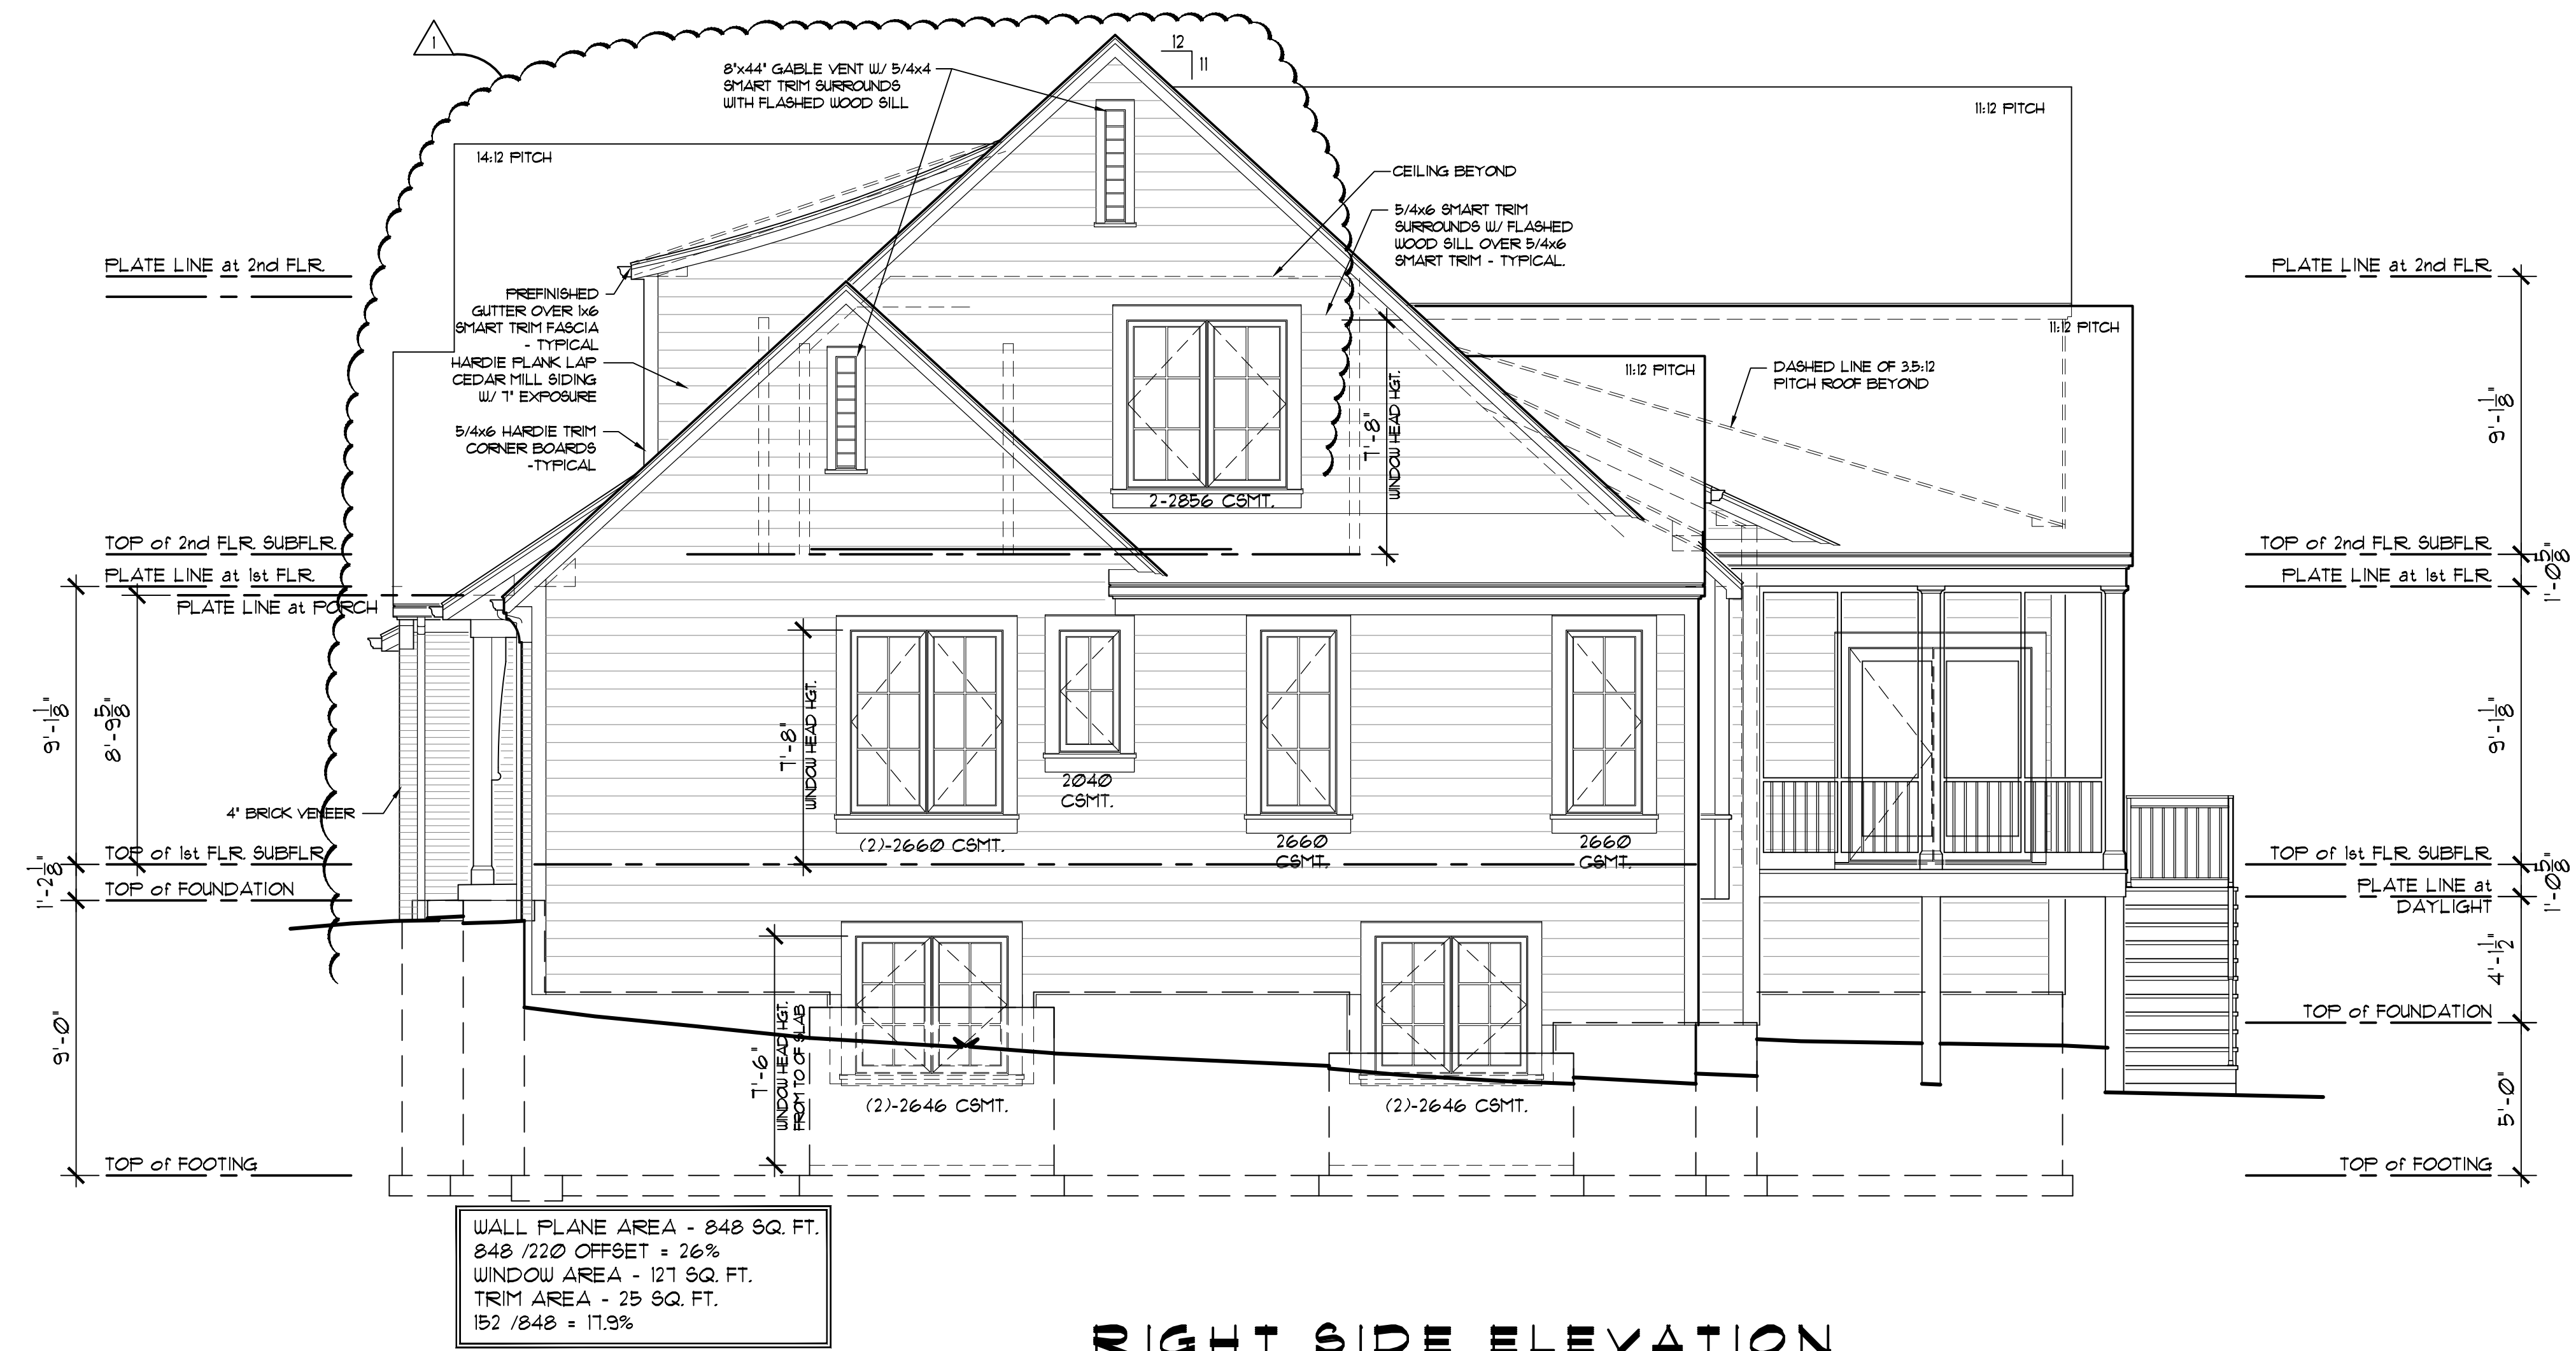 1
12
11
8"x44" GABLE VENT W/ 5/4x4
SMART TRIM SURROUNDS
WITH FLASHED WOOD SILL
11:12 PITCH
14:12 PITCH
CEILING BEYOND
5/4x6 SMART TRIM
SURROUNDS W/ FLASHED
WOOD SILL OVER 5/4x6
SMART TRIM - TYPICAL.
PLATE LINE at 2nd FLR.
PLATE LINE at 2nd FLR.
PREFINISHED
GUTTER OVER 1x6
SMART TRIM FASCIA
- TYPICAL
HARDIE PLANK LAP
CEDAR MILL SIDING
W/ 7" EXPOSURE
5/4x6 HARDIE TRIM
CORNER BOARDS
-TYPICAL
11:12 PITCH
11:12 PITCH
DASHED LINE OF 3.5:12
PITCH ROOF BEYOND
7'-8"
WINDOW HEAD HGT.
9'-1 1/8"
2-2856 CSMT.
TOP of 2nd FLR. SUBFLR.
PLATE LINE at 1st FLR.
PLATE LINE at PORCH
TOP of 2nd FLR. SUBFLR.
PLATE LINE at 1st FLR.
1'-0 5/8"
9'-1 1/8"
8'-9 5/8"
7'-8"
WINDOW HEAD HGT.
9'-1 1/8"
2040
CSMT.
4" BRICK VENEER
(2)-2660 CSMT.
2660
CSMT.
2660
CSMT.
TOP of 1st FLR. SUBFLR.
TOP of FOUNDATION
1'-2 1/8"
TOP of 1st FLR. SUBFLR.
PLATE LINE at
DAYLIGHT
1'-0 5/8"
4'-1 1/2"
9'-0"
7'-6"
WINDOW HEAD HGT.
FROM TO OF SLAB
TOP of FOUNDATION
5'-0"
(2)-2646 CSMT.
(2)-2646 CSMT.
TOP of FOOTING
TOP of FOOTING
WALL PLANE AREA - 848 SQ. FT.
848 /220 OFFSET = 26%
WINDOW AREA - 127 SQ. FT.
TRIM AREA - 25 SQ. FT.
152 /848 = 17.9%
RIGHT SIDE ELEVATION